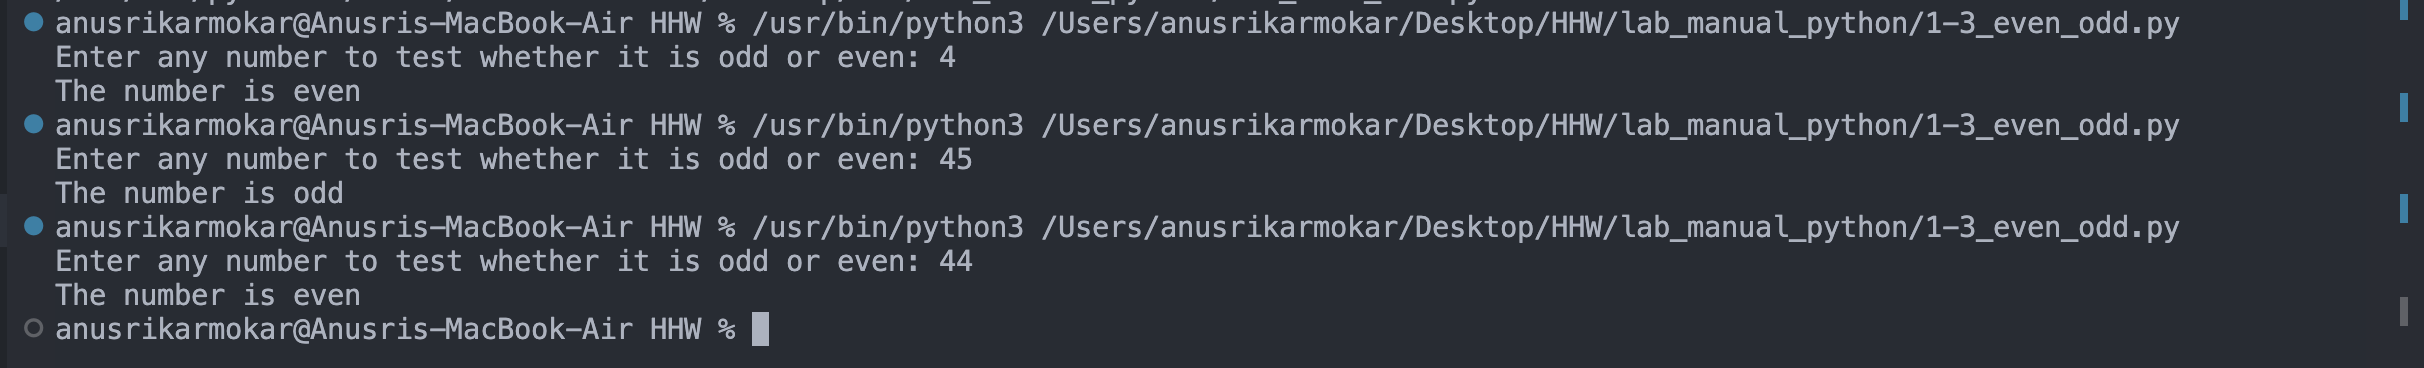 anusrikarmokar@Anusris-MacBook-Air HHW % /usr/bin/python3 /Users/anusrikarmokar/Desktop/HHW/lab_manual_python/1-3_even_odd.py
Enter any number to test whether it is odd or even: 4
The number is even
anusrikarmokar@Anusris-MacBook-Air HHW % /usr/bin/python3 /Users/anusrikarmokar/Desktop/HHW/lab_manual_python/1-3_even_odd.py
Enter any number to test whether it is odd or even: 45
The number is odd
anusrikarmokar@Anusris-MacBook-Air HHW % /usr/bin/python3 /Users/anusrikarmokar/Desktop/HHW/lab_manual_python/1-3_even_odd.py
Enter any number to test whether it is odd or even: 44
The number is even
anusrikarmokar@Anusris-MacBook-Air HHW %